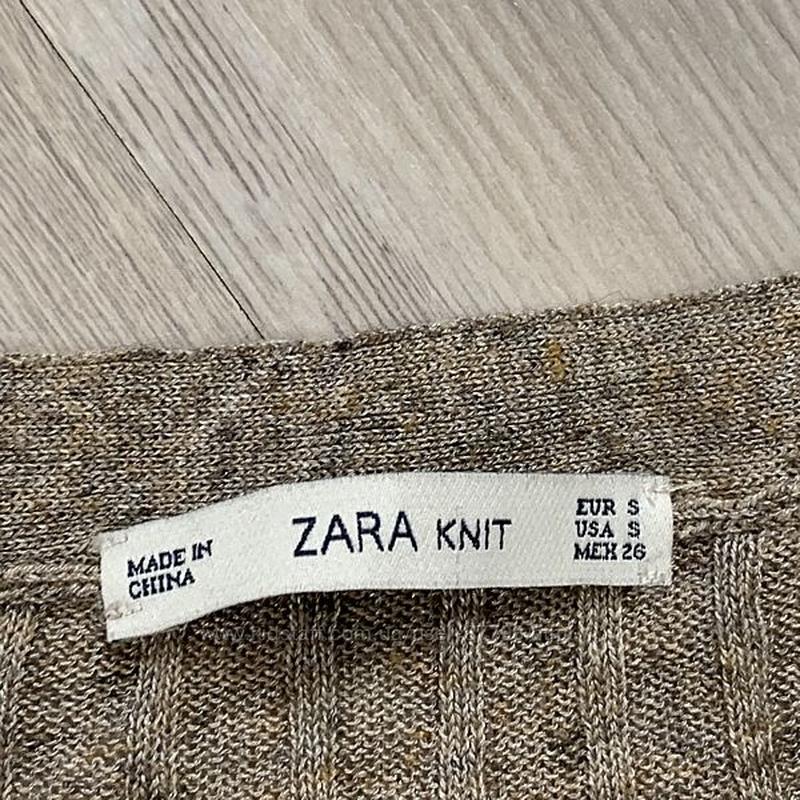 MADE IN
CHINA
ZARA KNIT
EUR S
USA S
MEX 26